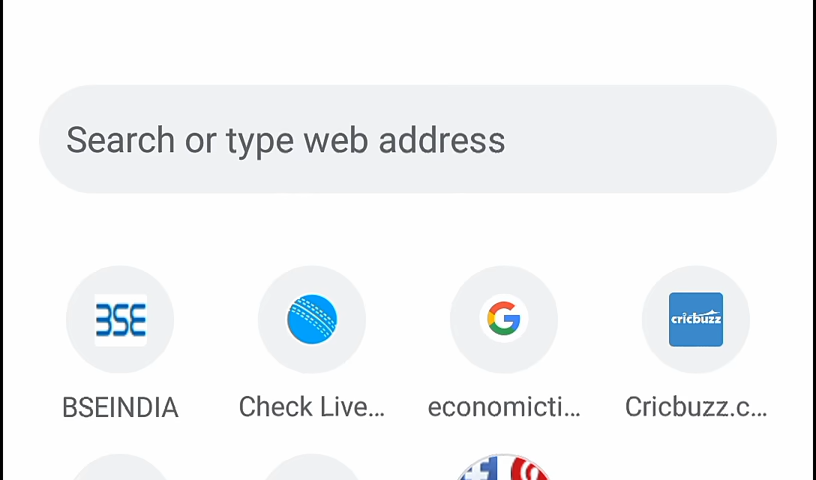 Search or type web address
BSE
cricbuzz
BSEINDIA
Check Live...
economicti...
Cricbuzz.c...